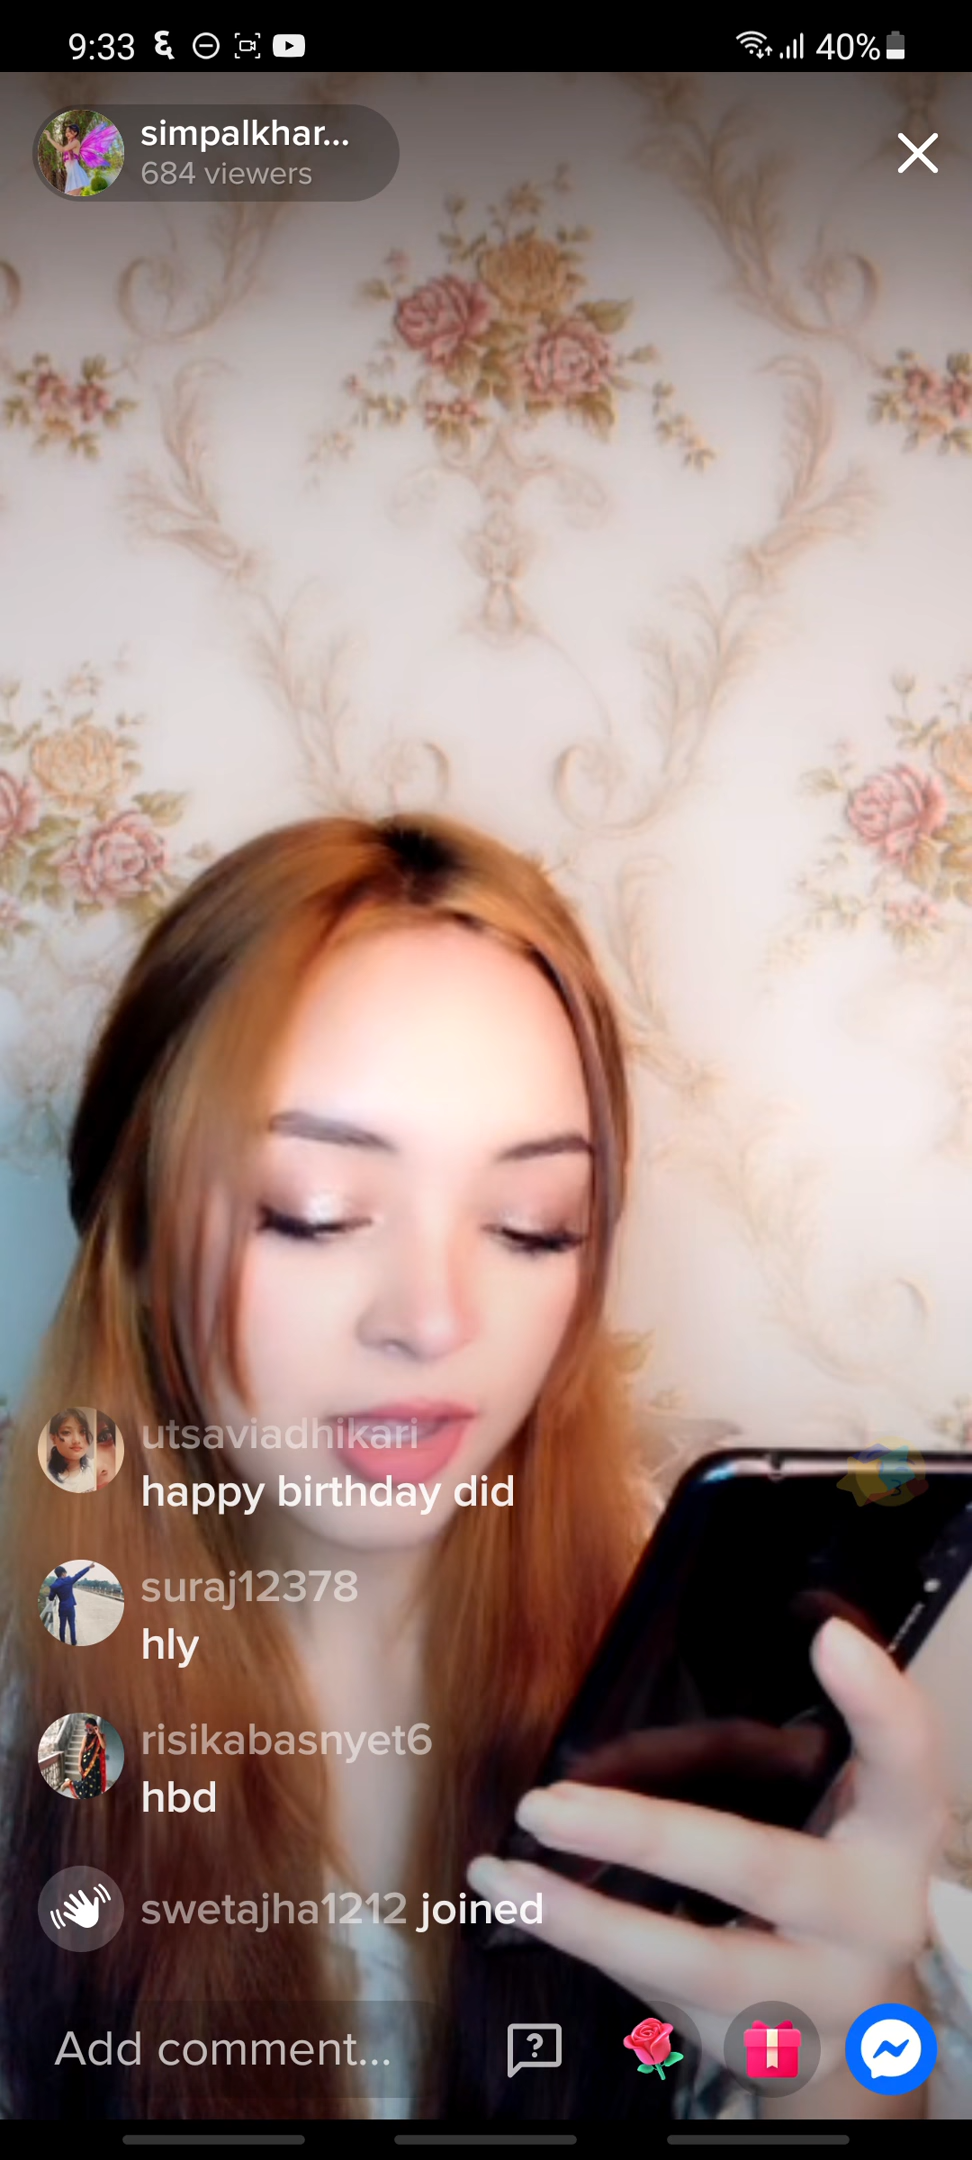 9:33
40%
simpalkhar...
684 viewers
utsaviadhikari
happy birthday did
suraj12378
hly
risikabasnyet6
hbd
swetajha1212 joined
Add comment...